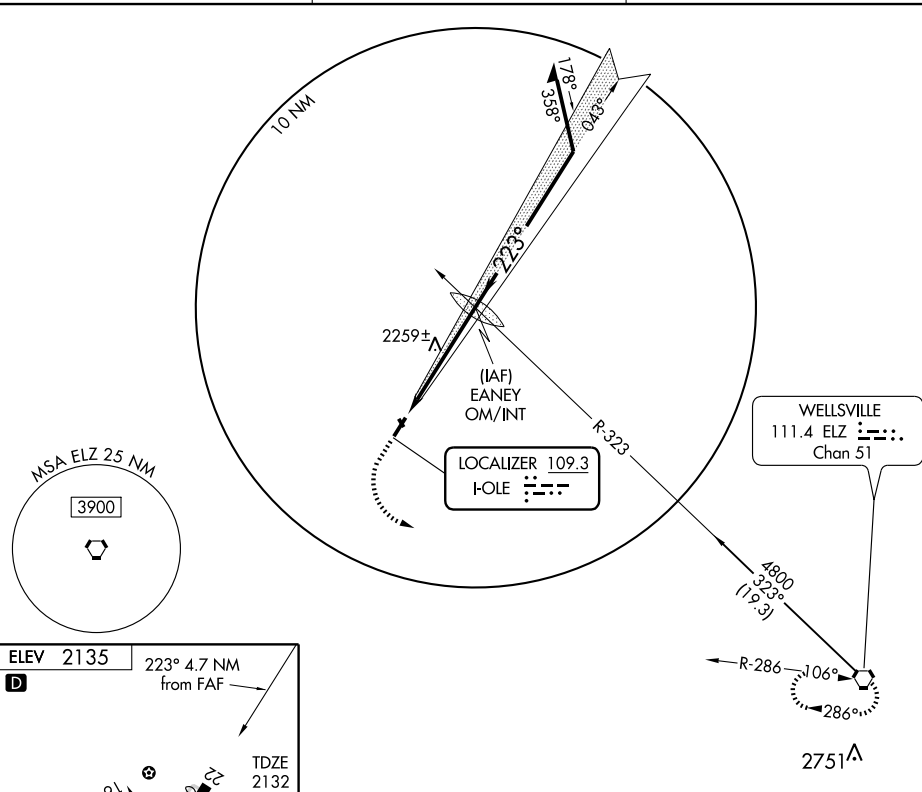 10 NM
178°
358°
043°
223°
2259±
(IAF)
EANEY
OM/INT
R-323
WELLSVILLE
111.4 ELZ
Chan 51
LOCALIZER 109.3
I-OLE
MSA ELZ 25 NM
3900
4800
323°
(19.3)
R-286
106°
286°
2751
ELEV 2135
D
223° 4.7 NM
from FAF
TDZE
2132
22